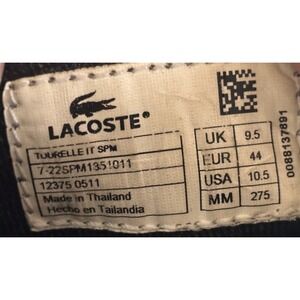 LACOSTE
TOURELLE IT SPM
7-22SPM1351011
12375 0511
Made in Thailand
Hecho en Tailandia
UK 9.5
EUR 44
USA 10.5
MM 275
0088137691